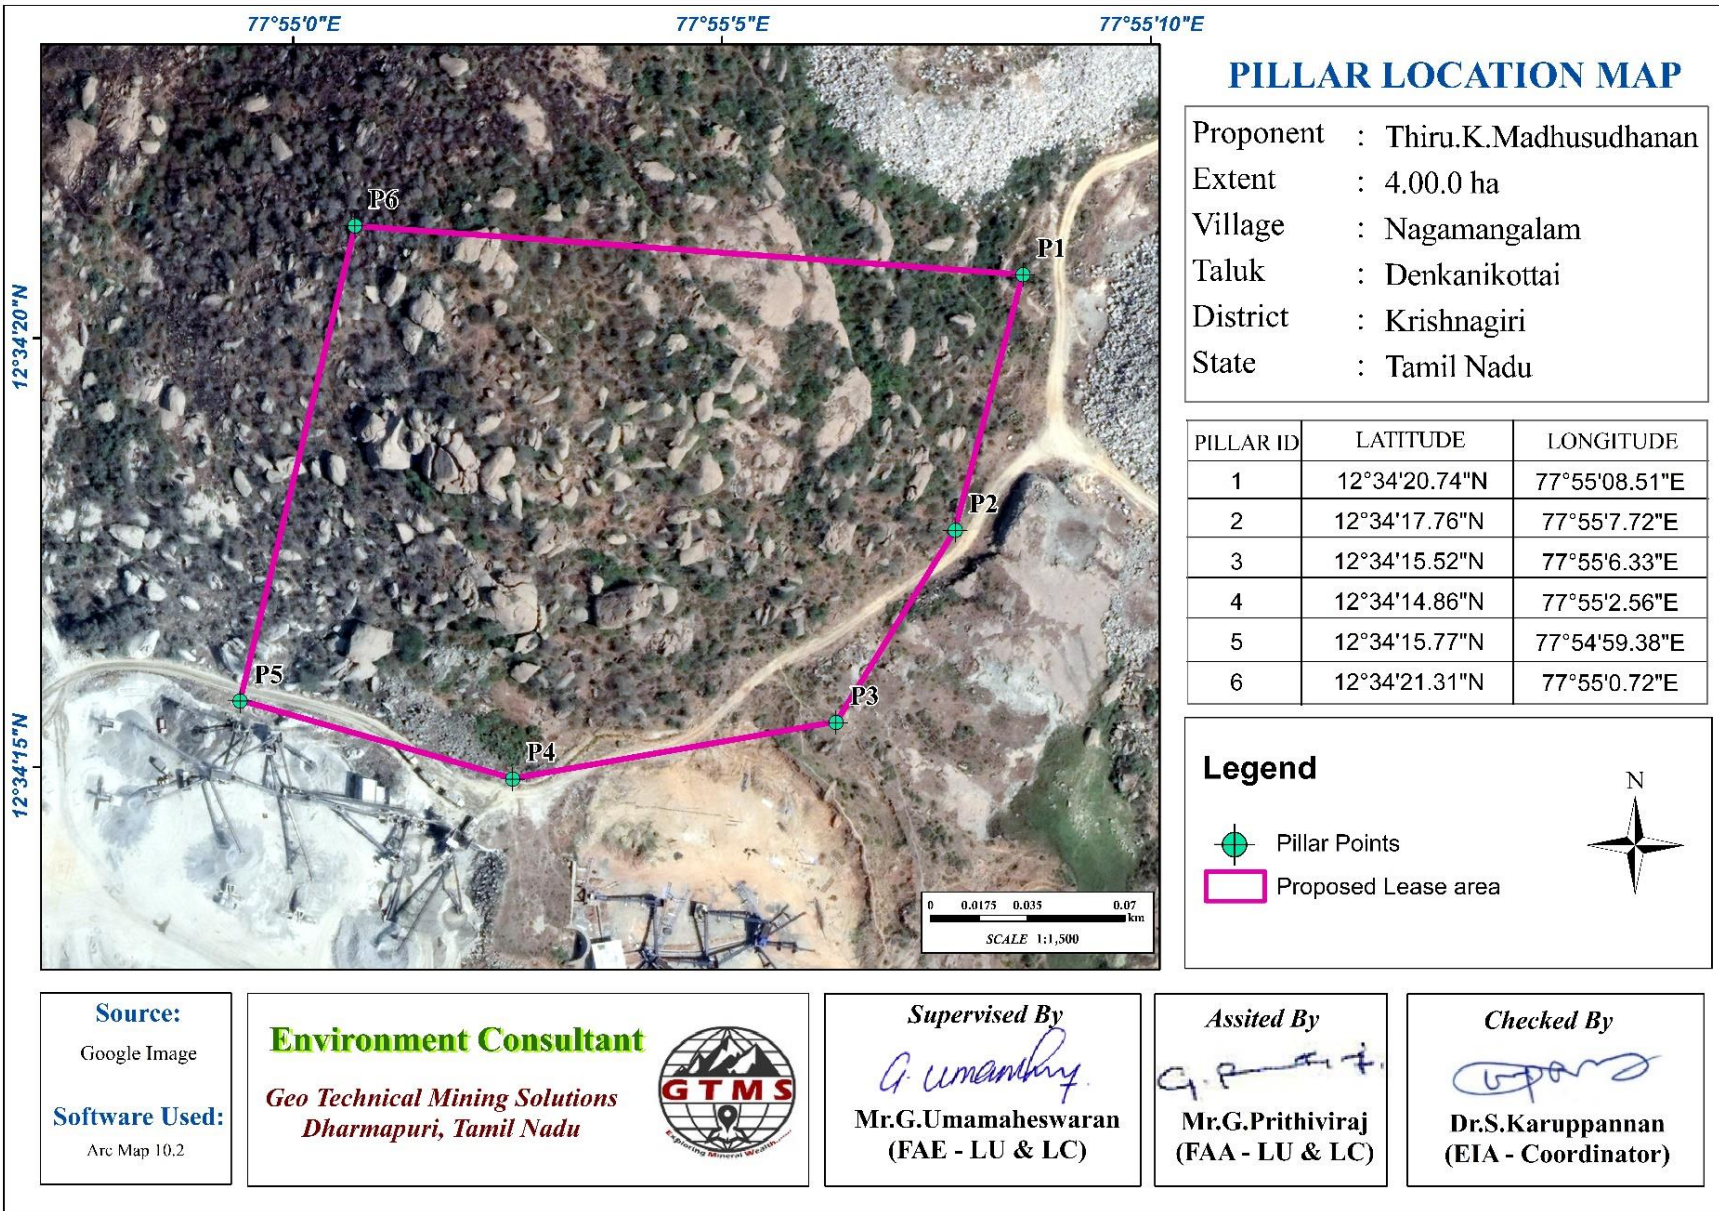 77°55'0"E 77°55'5"E 77°55'10"E
12°34'20"N
12°34'15"N
P6
P1
P2
P5
P3
P4
0 0.0175 0.035 0.07
km
SCALE 1:1,500
PILLAR LOCATION MAP
Proponent : Thiru.K.Madhusudhanan
Extent : 4.00.0 ha
Village : Nagamangalam
Taluk : Denkanikottai
District : Krishnagiri
State : Tamil Nadu
PILLAR ID LATITUDE LONGITUDE
1 12°34'20.74"N 77°55'08.51"E
2 12°34'17.76"N 77°55'7.72"E
3 12°34'15.52"N 77°55'6.33"E
4 12°34'14.86"N 77°55'2.56"E
5 12°34'15.77"N 77°54'59.38"E
6 12°34'21.31"N 77°55'0.72"E
Legend
Pillar Points
Proposed Lease area
N
Source:
Google Image
Software Used:
Arc Map 10.2
Environment Consultant
Geo Technical Mining Solutions
Dharmapuri, Tamil Nadu
GTMS
Exploring Mineral Wealth......
Supervised By
Mr.G.Umamaheswaran
(FAE - LU & LC)
Assited By
Mr.G.Prithiviraj
(FAA - LU & LC)
Checked By
Dr.S.Karuppannan
(EIA - Coordinator)